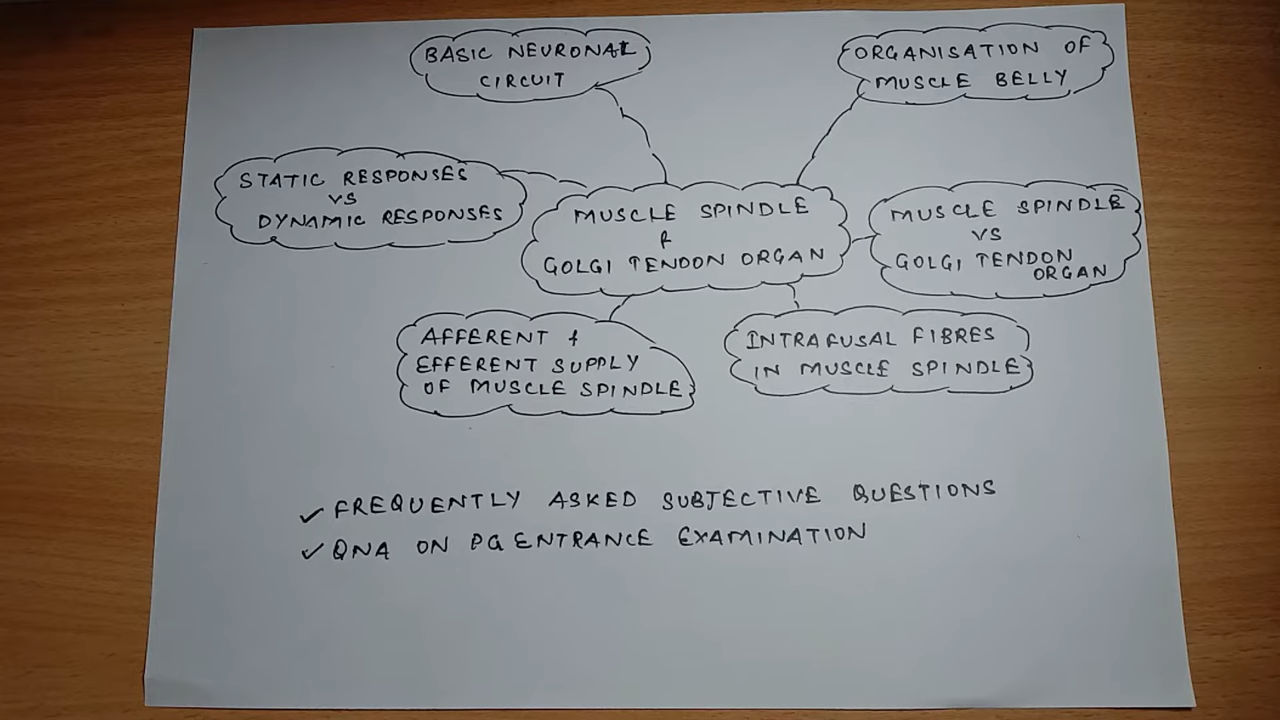 BASIC NEURONAL
CIRCUIT
ORGANISATION OF
MUSCLE BELLY
STATIC RESPONSES
VS
DYNAMIC RESPONSES
MUSCLE SPINDLE
&
GOLGI TENDON ORGAN
MUSCLE SPINDLE
VS
GOLGI TENDON
ORGAN
AFFERENT &
EFFERENT SUPPLY
OF MUSCLE SPINDLE
INTRAFUSAL FIBRES
IN MUSCLE SPINDLE
✓ FREQUENTLY ASKED SUBJECTIVE QUESTIONS
✓ QNA ON PG ENTRANCE EXAMINATION